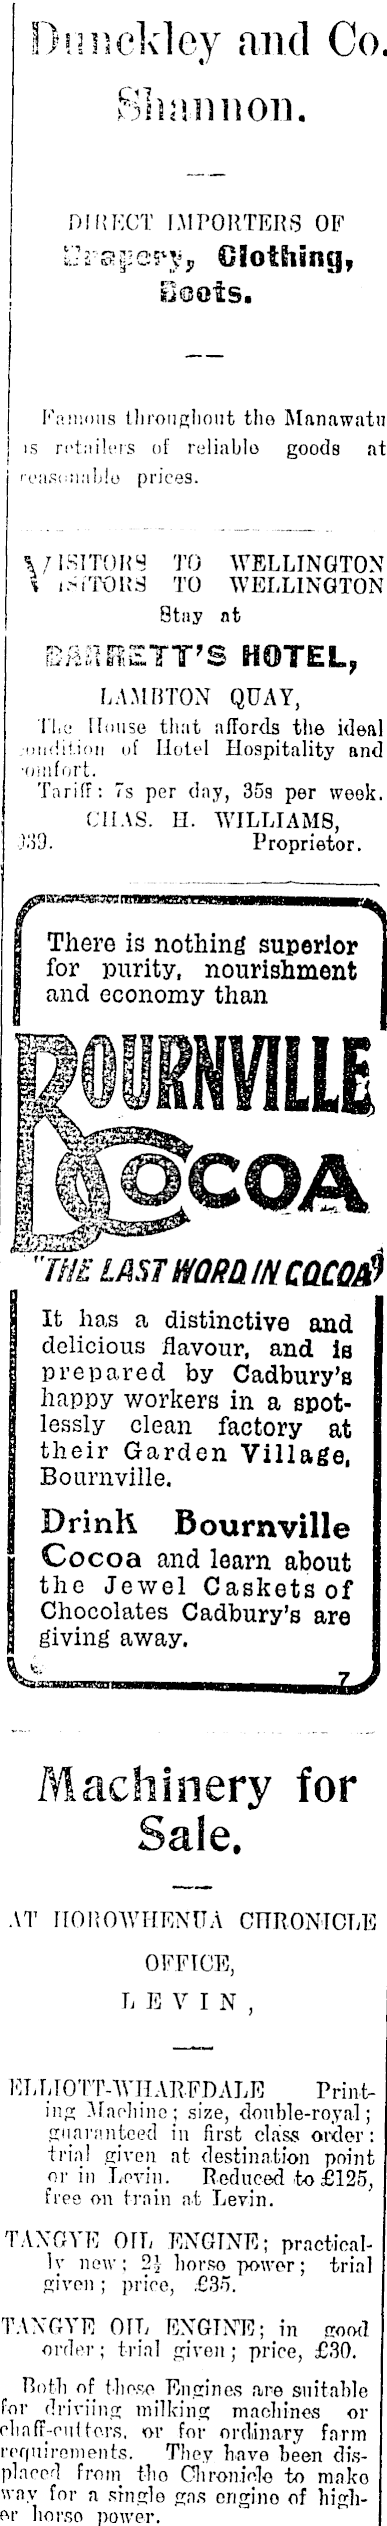 Dunckley and Co.
Shannon.
DIRECT IMPORTERS OF
Drapery, Clothing,
Boots.
Famous throughout the Manawatu
as retailers of reliable goods at
reasonable prices.
VISITORS TO WELLINGTON
VISITORS TO WELLINGTON
Stay at
BARRETT'S HOTEL,
LAMBTON QUAY,
The House that affords the ideal
condition of Hotel Hospitality and
comfort.
Tariff: 7s per day, 35s per week.
CHAS. H. WILLIAMS,
939. Proprietor.
There is nothing superior
for purity, nourishment
and economy than
BOURNVILLE
COCOA
"THE LAST WORD IN COCOA"
It has a distinctive and
delicious flavour, and is
prepared by Cadbury's
happy workers in a spot-
lessly clean factory at
their Garden Village,
Bournville.
Drink Bournville
Cocoa and learn about
the Jewel Caskets of
Chocolates Cadbury's are
giving away.
7
Machinery for
Sale.
AT HOROWHENUA CHRONICLE
OFFICE,
LEVIN,
ELLIOTT-WHARFDALE Print-
ing Machine; size, double-royal;
guaranteed in first class order:
trial given at destination point
or in Levin. Reduced to £125,
free on train at Levin.
TANGYE OIL ENGINE; practical-
ly new; 2½ horse power; trial
given; price, £35.
TANGYE OIL ENGINE; in good
order; trial given; price, £30.
Both of these Engines are suitable
for driviing milking machines or
chaff-cutters, or for ordinary farm
requirements. They have been dis-
placed from the Chronicle to make
way for a single gas engine of high-
er horse power.